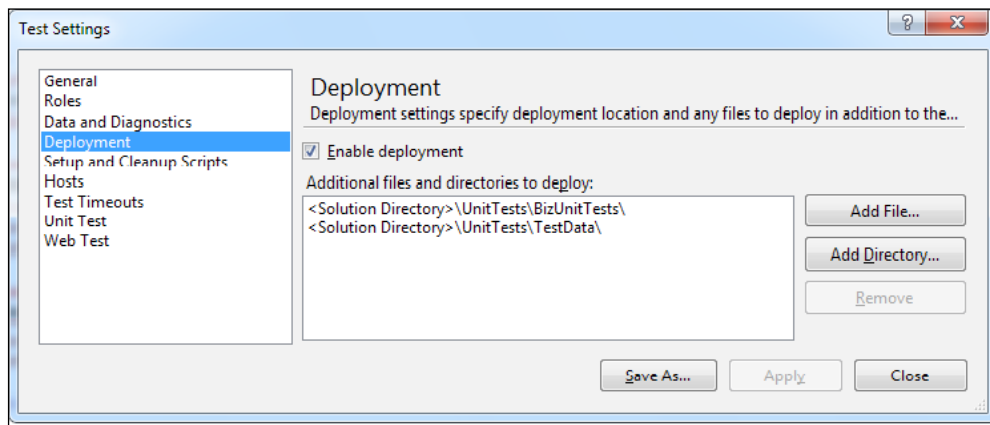 Test Settings
General
Roles
Data and Diagnostics
Deployment
Setup and Cleanup Scripts
Hosts
Test Timeouts
Unit Test
Web Test
Deployment
Deployment settings specify deployment location and any files to deploy in addition to the...
Enable deployment
Additional files and directories to deploy:
<Solution Directory>\UnitTests\BizUnitTests\
<Solution Directory>\UnitTests\TestData\
Add File...
Add Directory...
Remove
Save As...
Apply
Close